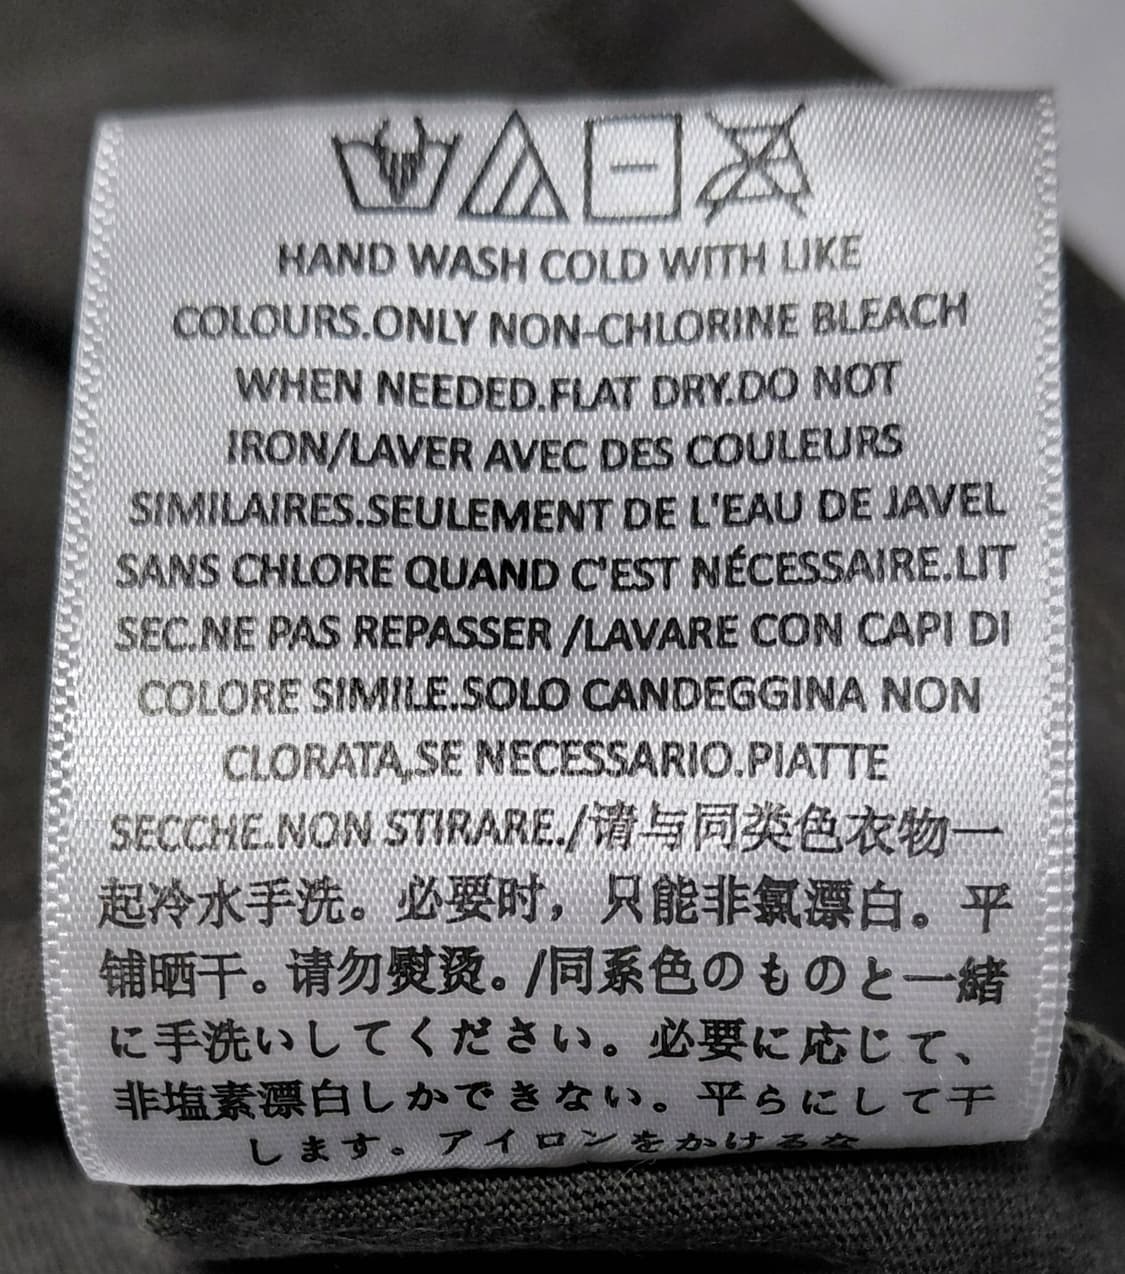 HAND WASH COLD WITH LIKE
COLOURS.ONLY NON-CHLORINE BLEACH
WHEN NEEDED.FLAT DRY.DO NOT
IRON/LAVER AVEC DES COULEURS
SIMILAIRES.SEULEMENT DE L'EAU DE JAVEL
SANS CHLORE QUAND C'EST NÉCESSAIRE.LIT
SEC.NE PAS REPASSER /LAVARE CON CAPI DI
COLORE SIMILE.SOLO CANDEGGINA NON
CLORATA,SE NECESSARIO.PIATTE
SECCHE.NON STIRARE./请与同类色衣物一
起冷水手洗。必要时，只能非氯漂白。平
铺晒干。请勿熨烫。/同系色のものと一緒
に手洗いしてください。必要に応じて、
非塩素漂白しかできない。平らにして干
します。アイロンをかけるな